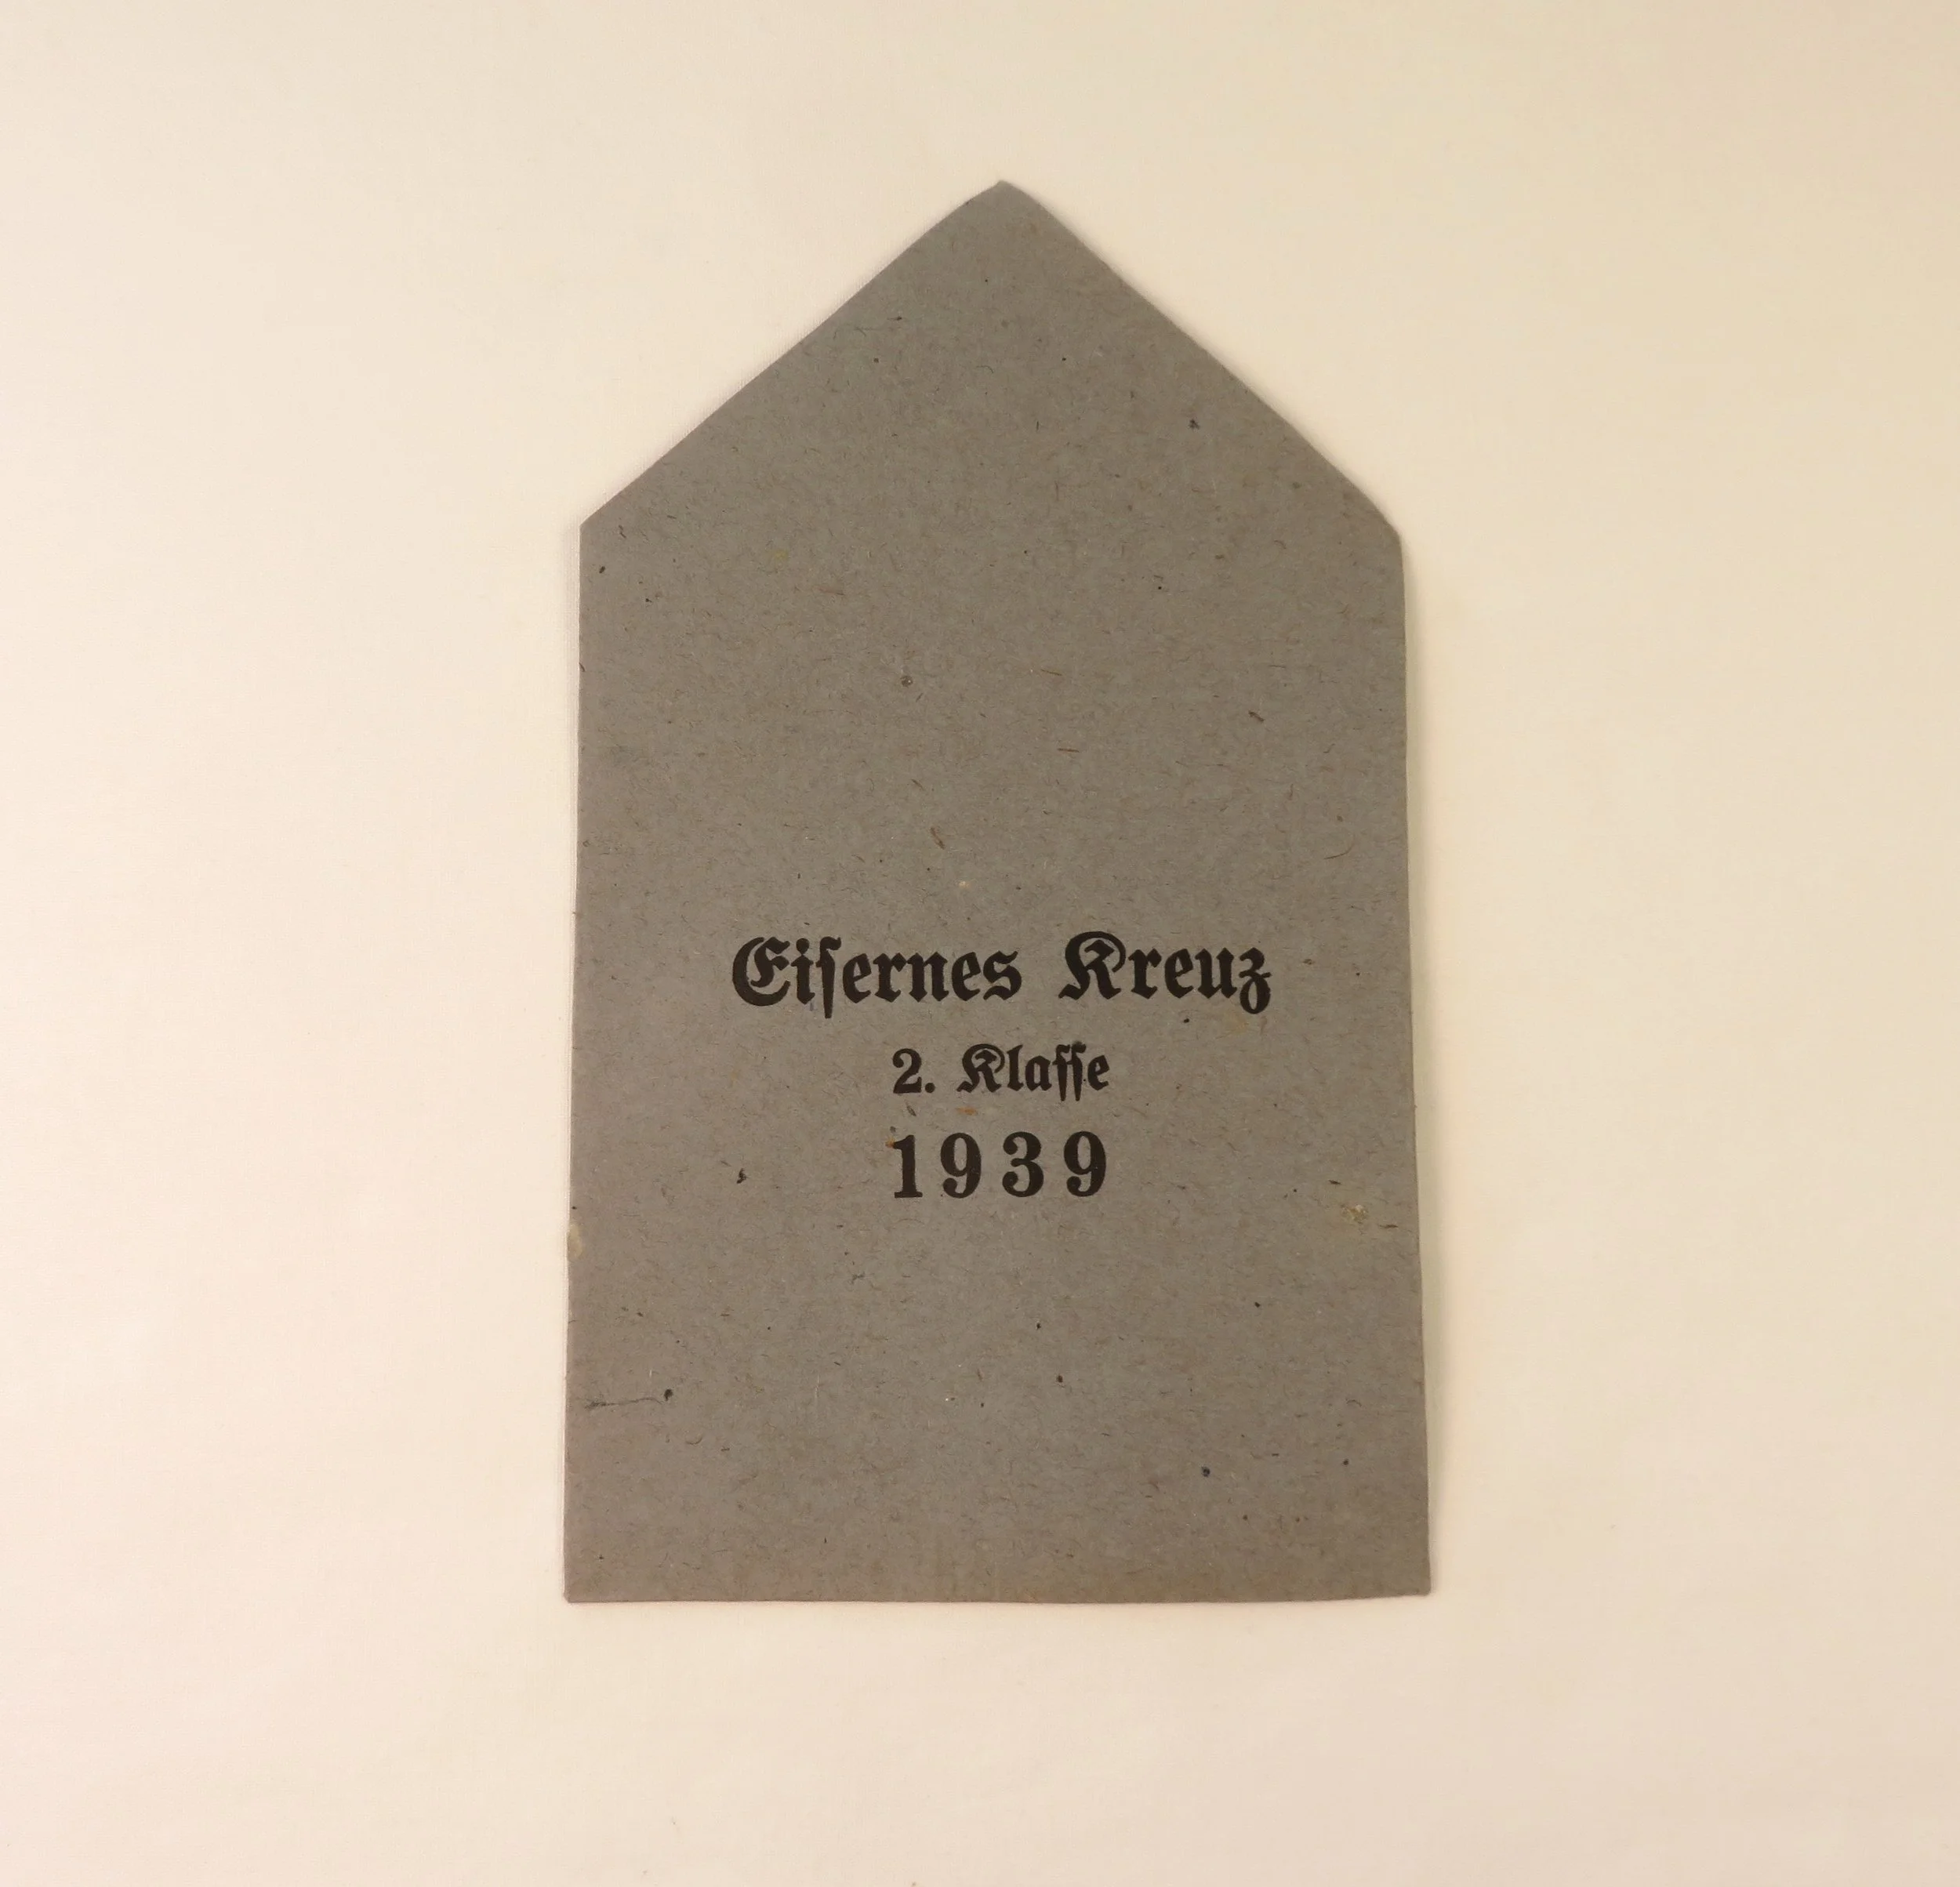 Eiſernes Kreuz
2. Klaſſe
1939